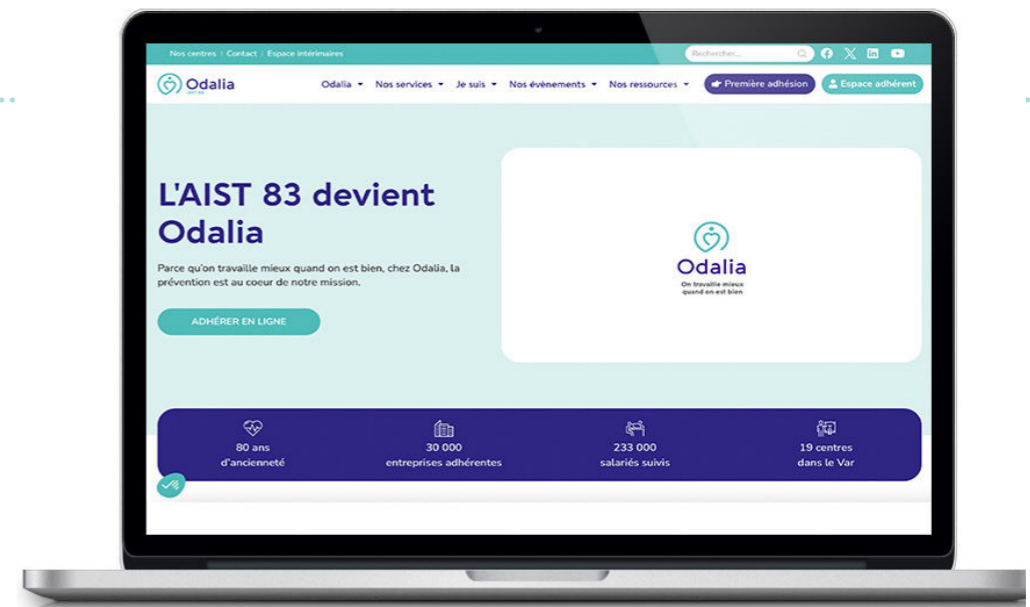 Nos centres | Contact | Espace intérimaires
Rechercher...
Odalia
Odalia Nos services Je suis Nos évènements Nos ressources Première adhésion Espace adhérent
L'AIST 83 devient
Odalia
Parce qu'on travaille mieux quand on est bien, chez Odalia, la
prévention est au coeur de notre mission.
ADHÉRER EN LIGNE
Odalia
On travaille mieux
quand on est bien
80 ans
d'ancienneté
30 000
entreprises adhérentes
233 000
salariés suivis
19 centres
dans le Var